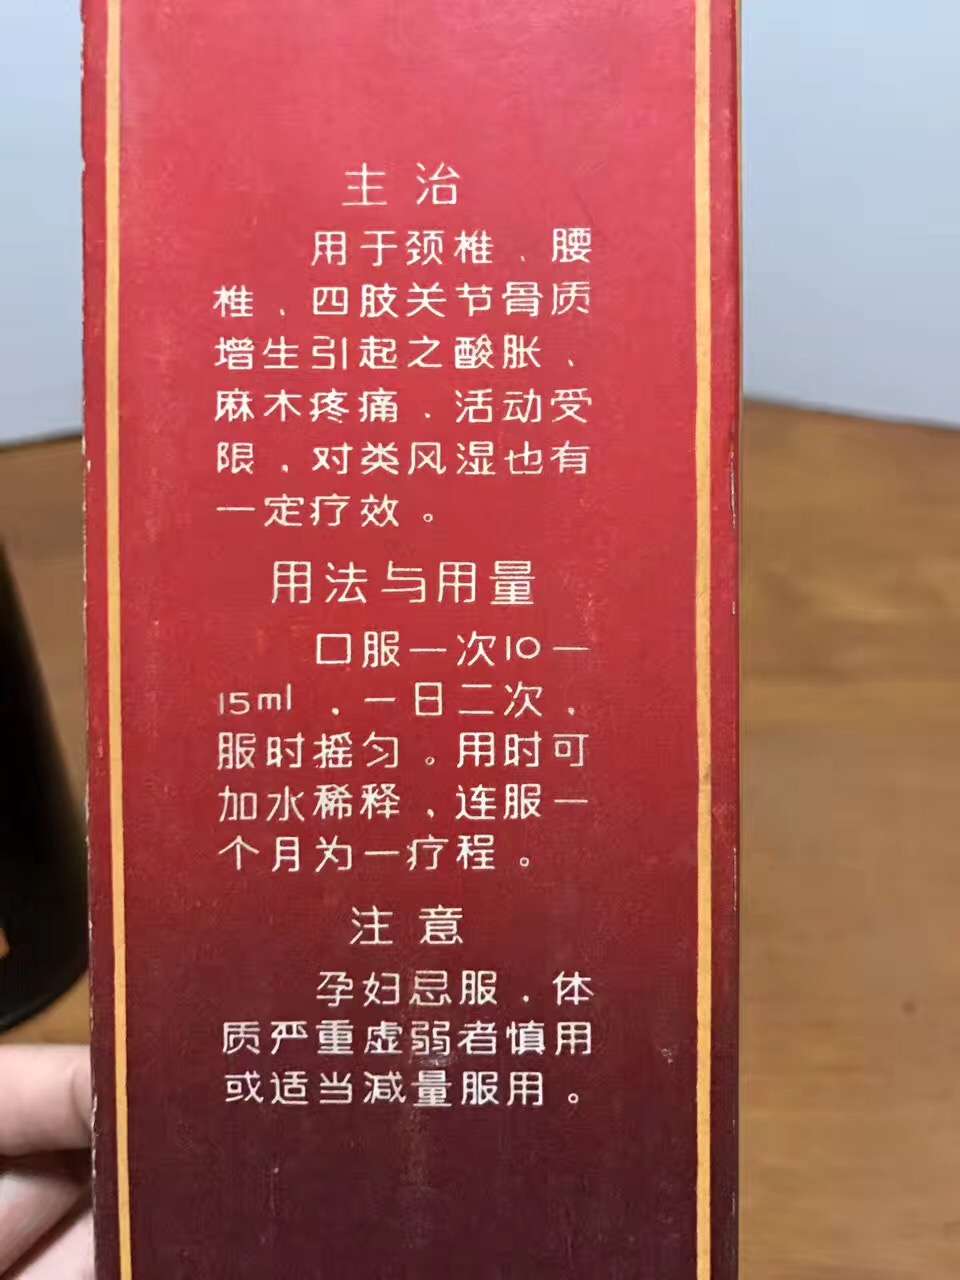 主治
用于颈椎、腰
椎、四肢关节骨质
增生引起之酸胀、
麻木疼痛，活动受
限，对类风湿也有
一定疗效。
用法与用量
口服一次10一
15ml，一日二次，
服时摇匀。用时可
加水稀释，连服一
个月为一疗程。
注意
孕妇忌服，体
质严重虚弱者慎用
或适当减量服用。